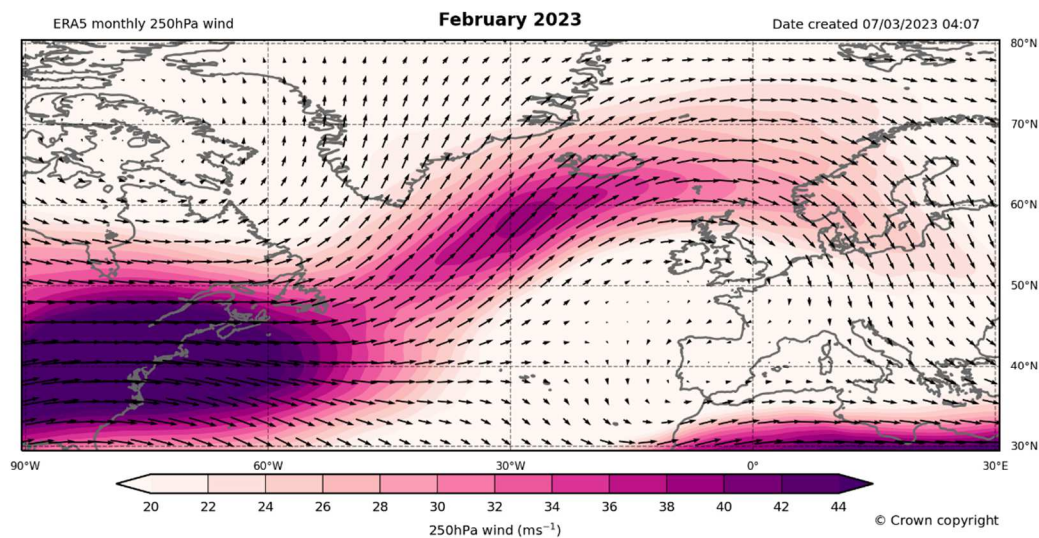 February 2023
ERA5 monthly 250hPa wind
Date created 07/03/2023 04:07
80°N
70°N
60°N
50°N
40°N
30°N
90°W 60°W 30°W 0° 30°E
20 22 24 26 28 30 32 34 36 38 40 42 44
250hPa wind (ms⁻¹)
© Crown copyright